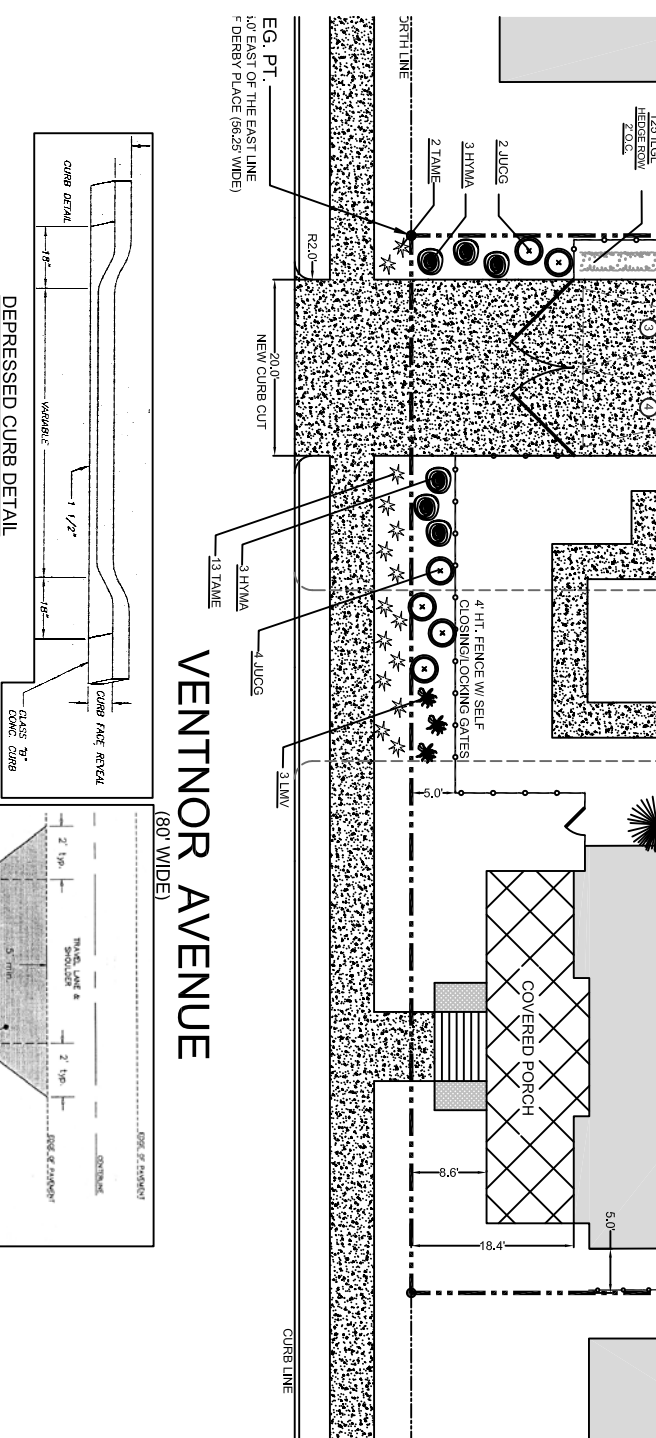 125 ILGL
HEDGE ROW
2' O.C.
ORTH LINE
2 TAME
3 HYMA
2 JUCG
EG. PT.
.0' EAST OF THE EAST LINE
F DERBY PLACE (56.25' WIDE)
R2.0'
20.0'
NEW CURB CUT
3
4
4' HT. FENCE W/ SELF
CLOSING/LOCKING GATES
13 TAME
3 HYMA
4 JUCG
3 LMV
5.0'
COVERED PORCH
8.6'
18.4'
5.0'
CURB LINE
VENTNOR AVENUE
(80' WIDE)
CURB DETAIL
18"
VARIABLE
1 1/2"
18"
CURB FACE REVEAL
CLASS "B"
CONC. CURB
DEPRESSED CURB DETAIL
2' typ.
TRAVEL LANE &
SHOULDER
5' min.
2' typ.
EDGE OF PAVEMENT
CENTERLINE
EDGE OF PAVEMENT